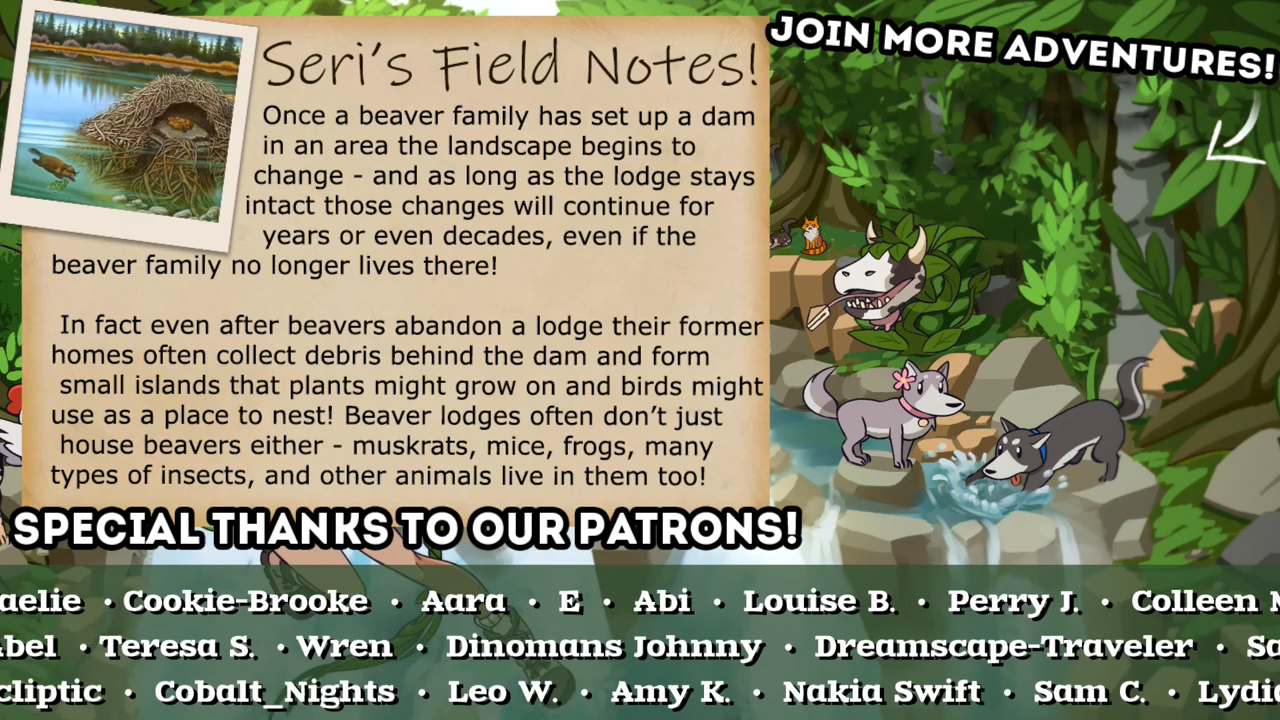 Seri's Field Notes!
JOIN MORE ADVENTURES!
Once a beaver family has set up a dam
in an area the landscape begins to
change - and as long as the lodge stays
intact those changes will continue for
years or even decades, even if the
beaver family no longer lives there!
In fact even after beavers abandon a lodge their former
homes often collect debris behind the dam and form
small islands that plants might grow on and birds might
use as a place to nest! Beaver lodges often don't just
house beavers either - muskrats, mice, frogs, many
types of insects, and other animals live in them too!
SPECIAL THANKS TO OUR PATRONS!
aelie • Cookie-Brooke • Aara • E • Abi • Louise B. • Perry J. • Colleen
bel • Teresa S. • Wren • Dinomans Johnny • Dreamscape-Traveler • Sa
cliptic • Cobalt_Nights • Leo W. • Amy K. • Nakia Swift • Sam C. • Lydi